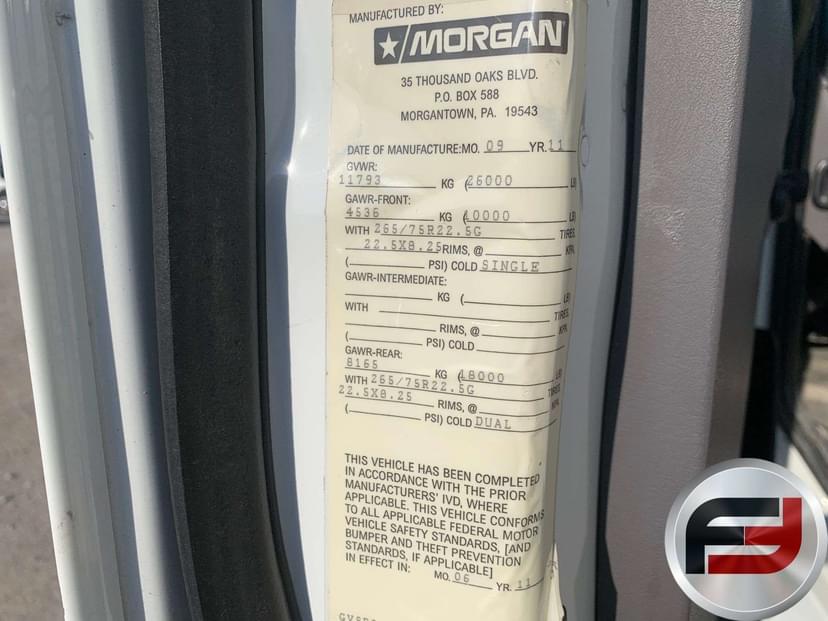 MANUFACTURED BY:
MORGAN
35 THOUSAND OAKS BLVD.
P.O. BOX 588
MORGANTOWN, PA. 19543
DATE OF MANUFACTURE: MO. 09 YR. 11
GVWR:
11793 KG (26000 LB)
GAWR-FRONT:
4536 KG (10000 LB)
WITH 265/75R22.5G TIRES,
22.5X8.25 RIMS, @ KPA,
( PSI) COLD SINGLE
GAWR-INTERMEDIATE:
KG ( LB)
WITH TIRES,
RIMS, @ KPA,
( PSI) COLD
GAWR-REAR:
8165 KG (18000 LB)
WITH 265/75R22.5G TIRES,
22.5X8.25 RIMS, @ KPA,
( PSI) COLD DUAL
THIS VEHICLE HAS BEEN COMPLETED
IN ACCORDANCE WITH THE PRIOR
MANUFACTURERS' IVD, WHERE
APPLICABLE. THIS VEHICLE CONFORMS
TO ALL APPLICABLE FEDERAL MOTOR
VEHICLE SAFETY STANDARDS, [AND
BUMPER AND THEFT PREVENTION
STANDARDS, IF APPLICABLE]
IN EFFECT IN: MO. 06 YR. 11